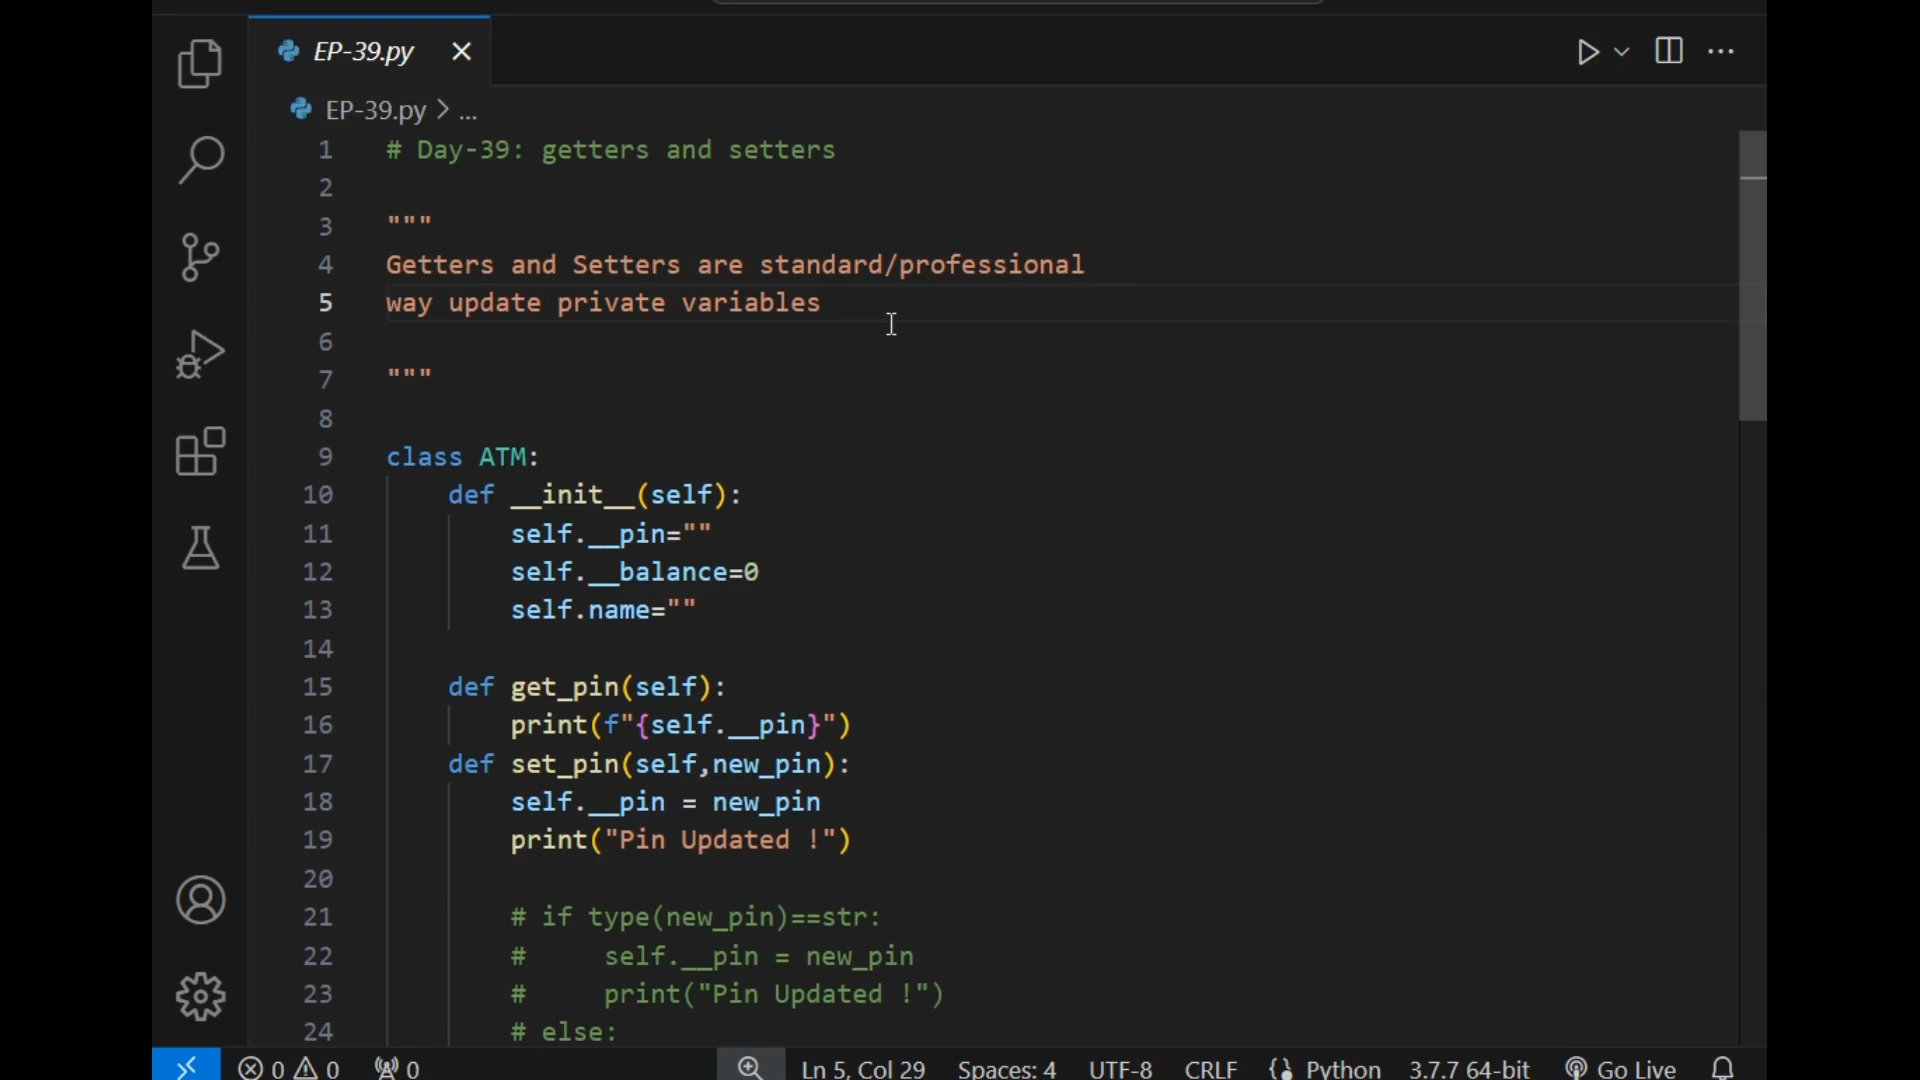 EP-39.py
EP-39.py > ...
1 # Day-39: getters and setters
2
3 """
4 Getters and Setters are standard/professional
5 way update private variables
6
7 """
8
9 class ATM:
10     def __init__(self):
11         self.__pin=""
12         self.__balance=0
13         self.name=""
14
15     def get_pin(self):
16         print(f"{self.__pin}")
17     def set_pin(self,new_pin):
18         self.__pin = new_pin
19         print("Pin Updated !")
20
21         # if type(new_pin)==str:
22         #     self.__pin = new_pin
23         #     print("Pin Updated !")
24         # else:
0 0 0 Ln 5, Col 29 Spaces: 4 UTF-8 CRLF Python 3.7.7 64-bit Go Live